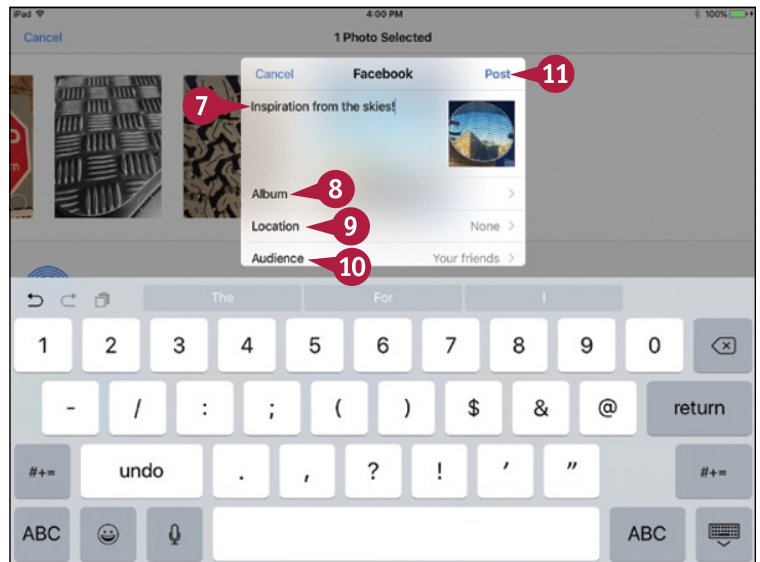 iPad 4:00 PM 100%
Cancel 1 Photo Selected
Cancel Facebook Post 11
7 Inspiration from the skies!
Album 8
Location 9 None >
Audience 10 Your friends >
The For I
1 2 3 4 5 6 7 8 9 0
- / : ; ( ) $ & @ return
#+= undo . , ? ! ' " #+=
ABC ABC